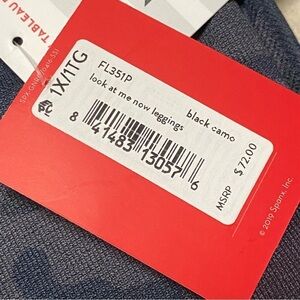 TABLEAU
1X/1TG
FL351P
look at me now leggings
black camo
8 41483 13057 6
MSRP $72.00
© 2019 Spanx, Inc.